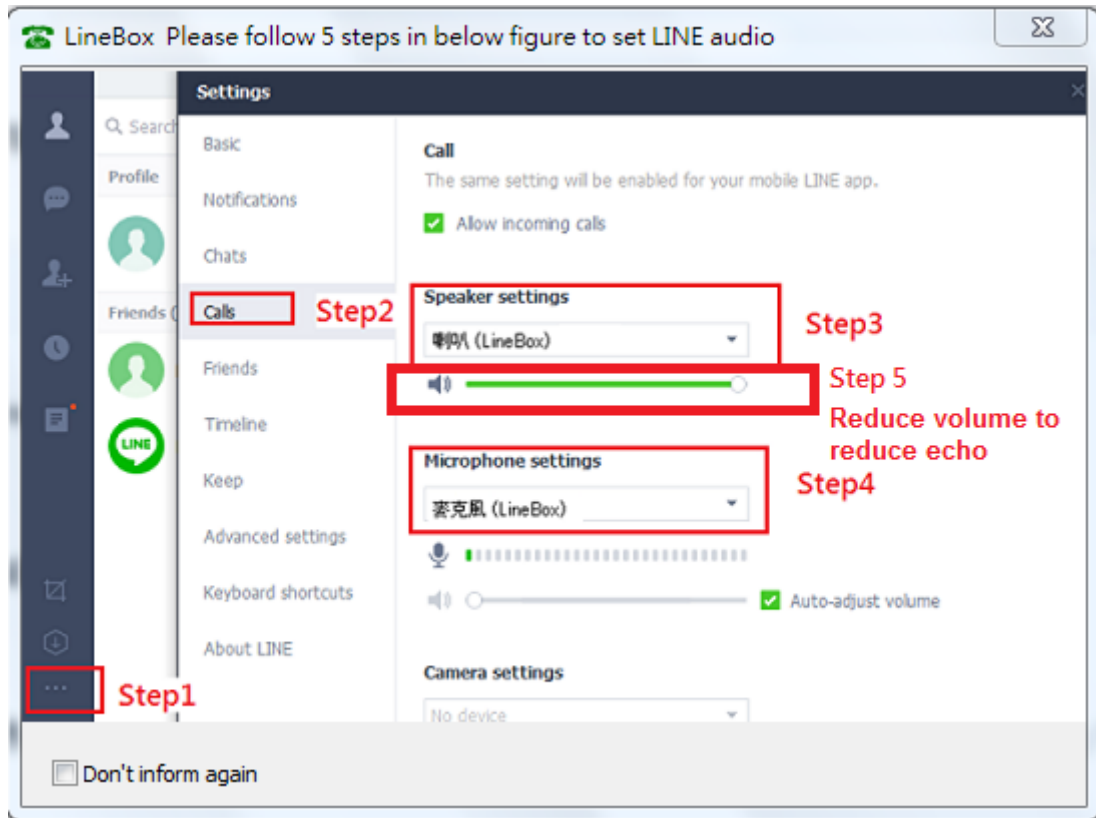 LineBox Please follow 5 steps in below figure to set LINE audio
Settings
Search
Profile
Friends (
LINE
Basic
Notifications
Chats
Calls
Step2
Friends
Timeline
Keep
Advanced settings
Keyboard shortcuts
About LINE
Step1
Call
The same setting will be enabled for your mobile LINE app.
Allow incoming calls
Speaker settings
喇叭 (LineBox)
Step3
Step 5
Reduce volume to
reduce echo
Microphone settings
麥克風 (LineBox)
Step4
Auto-adjust volume
Camera settings
No device
Don't inform again